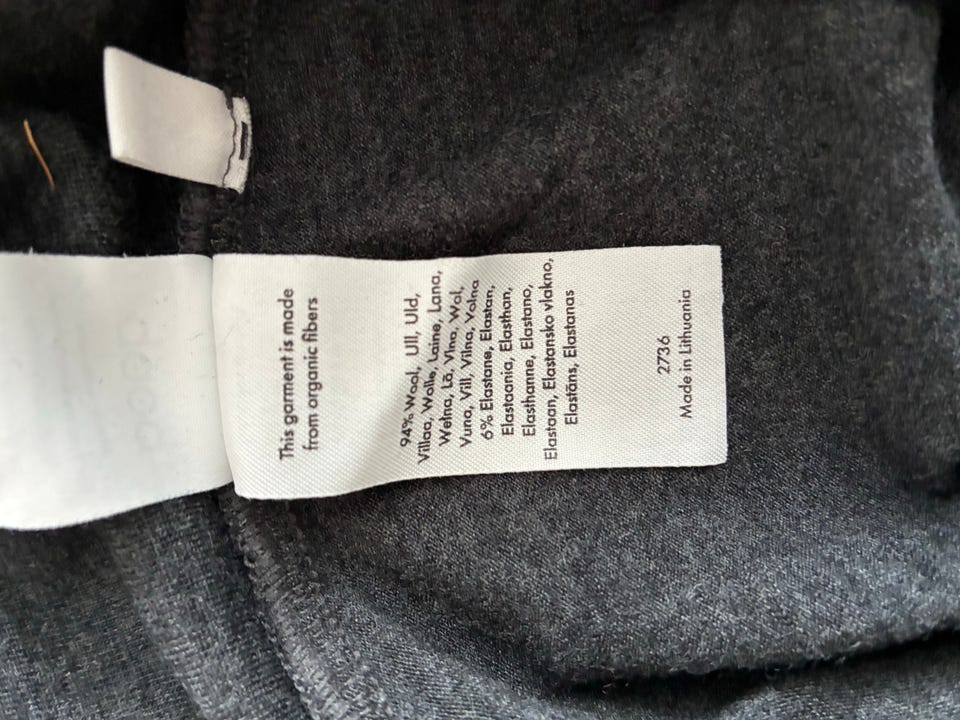 This garment is made
from organic fibers
94% Wool, Ull, Uld,
Villaa, Wolle, Laine, Lana,
Wełna, Lã, Vlna, Wol,
Vuna, Vill, Vilna, Volna
6% Elastane, Elastan,
Elastaania, Elasthan,
Elasthanne, Elastano,
Elastaan, Elastansko vlakno,
Elastāns, Elastanas
2736
Made in Lithuania